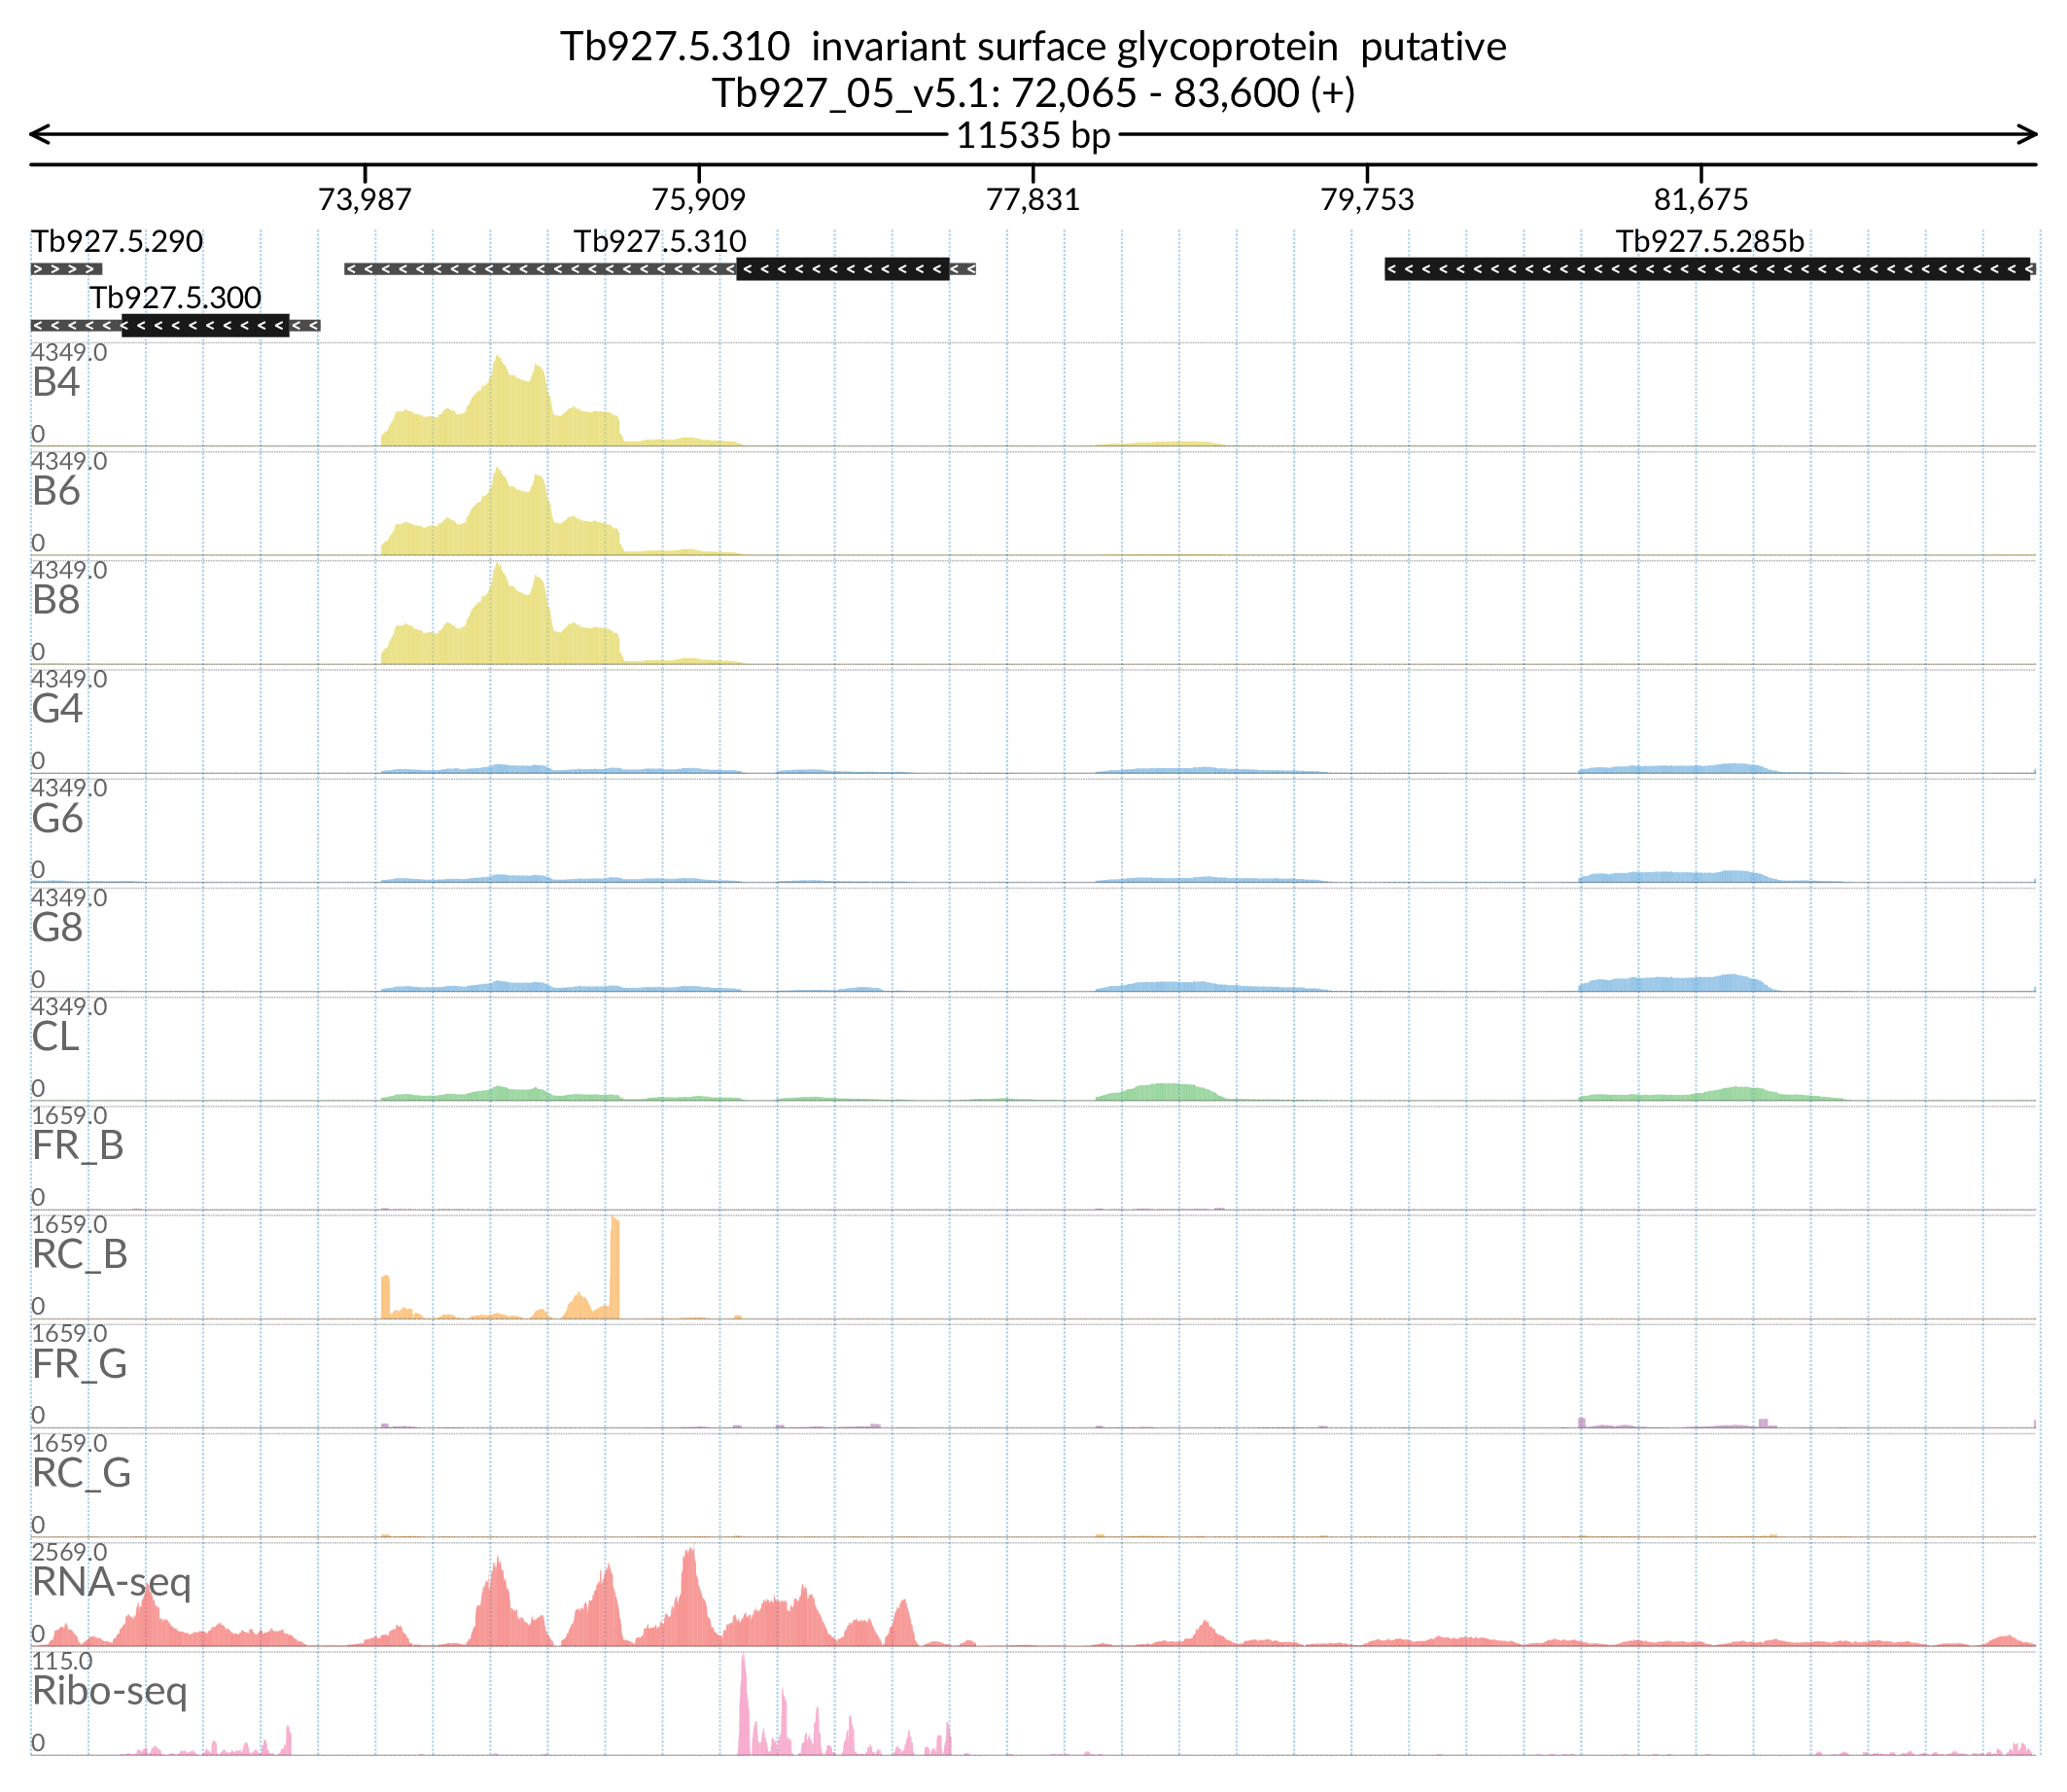 Tb927.5.310  invariant surface glycoprotein  putative
Tb927_05_v5.1: 72,065 - 83,600 (+)
11535 bp
73,987 75,909 77,831 79,753 81,675
Tb927.5.290 Tb927.5.310 Tb927.5.285b
Tb927.5.300
4349.0
B4
0
4349.0
B6
0
4349.0
B8
0
4349.0
G4
0
4349.0
G6
0
4349.0
G8
0
4349.0
CL
0
1659.0
FR_B
0
1659.0
RC_B
0
1659.0
FR_G
0
1659.0
RC_G
0
2569.0
RNA-seq
0
115.0
Ribo-seq
0